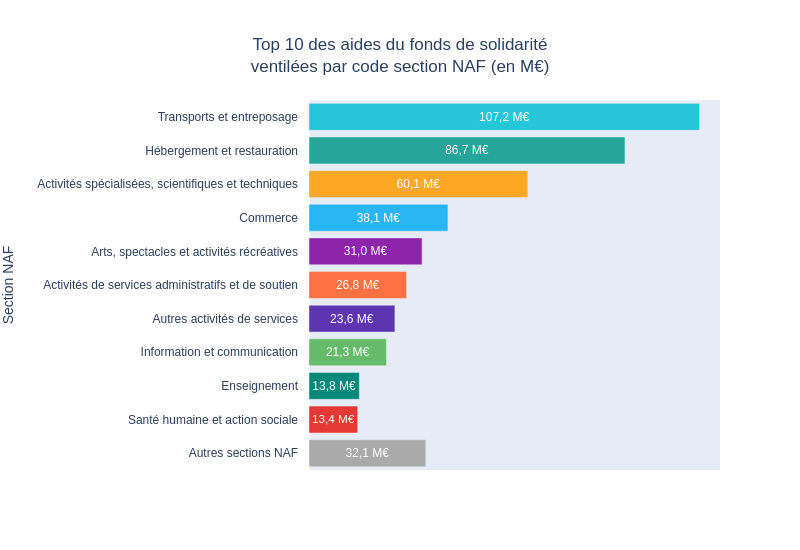 Top 10 des aides du fonds de solidarité
ventilées par code section NAF (en M€)
Section NAF
Transports et entreposage 107,2 M€
Hébergement et restauration 86,7 M€
Activités spécialisées, scientifiques et techniques 60,1 M€
Commerce 38,1 M€
Arts, spectacles et activités récréatives 31,0 M€
Activités de services administratifs et de soutien 26,8 M€
Autres activités de services 23,6 M€
Information et communication 21,3 M€
Enseignement 13,8 M€
Santé humaine et action sociale 13,4 M€
Autres sections NAF 32,1 M€